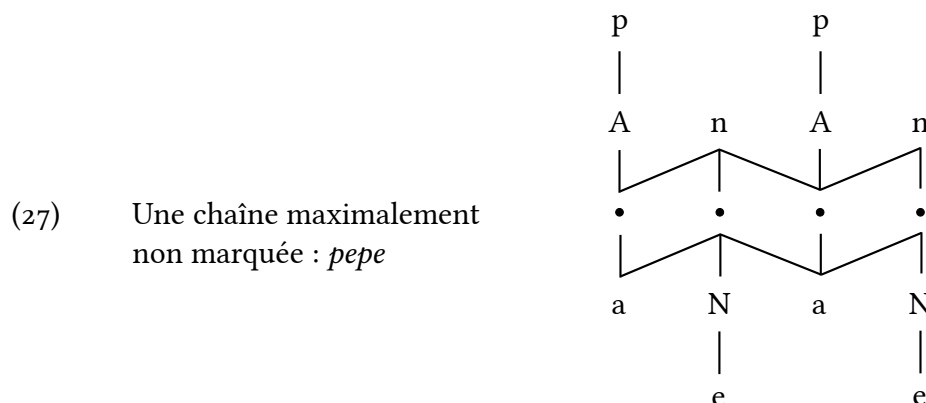 p p
A n A n
(27) Une chaîne maximalement
non marquée : pepe
• • • •
a N a N
e e